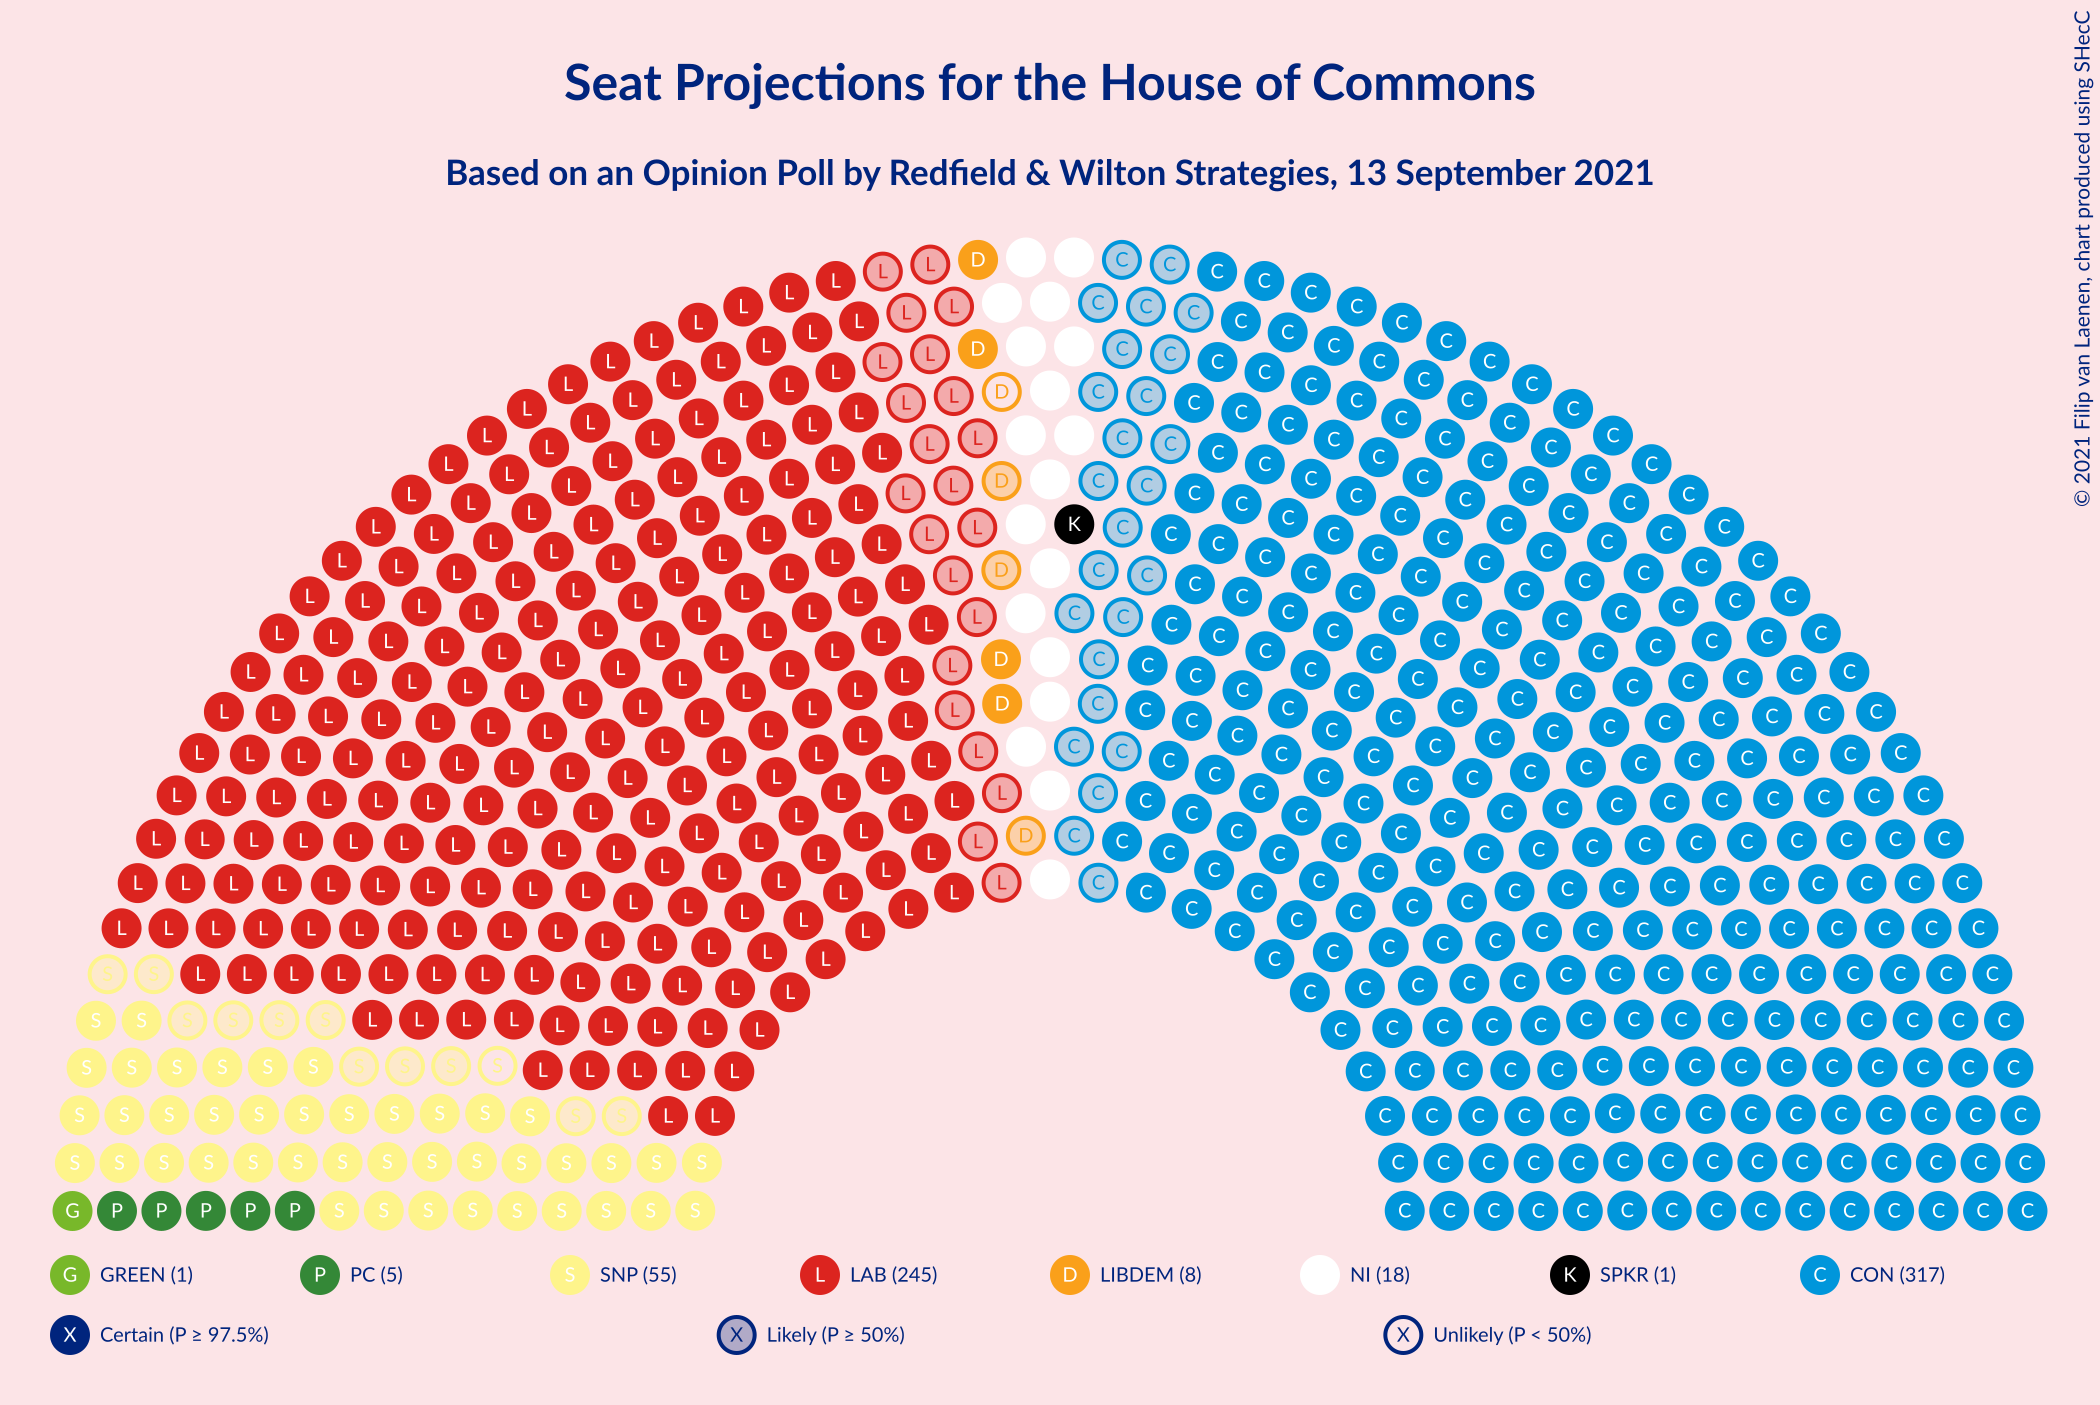 Seat Projections for the House of Commons
Based on an Opinion Poll by Redfield & Wilton Strategies, 13 September 2021
© 2021 Filip van Laenen, chart produced using SHecC
G GREEN (1) P PC (5) S SNP (55) L LAB (245) D LIBDEM (8) NI (18) K SPKR (1) C CON (317)
X Certain (P ≥ 97.5%) X Likely (P ≥ 50%) X Unlikely (P < 50%)